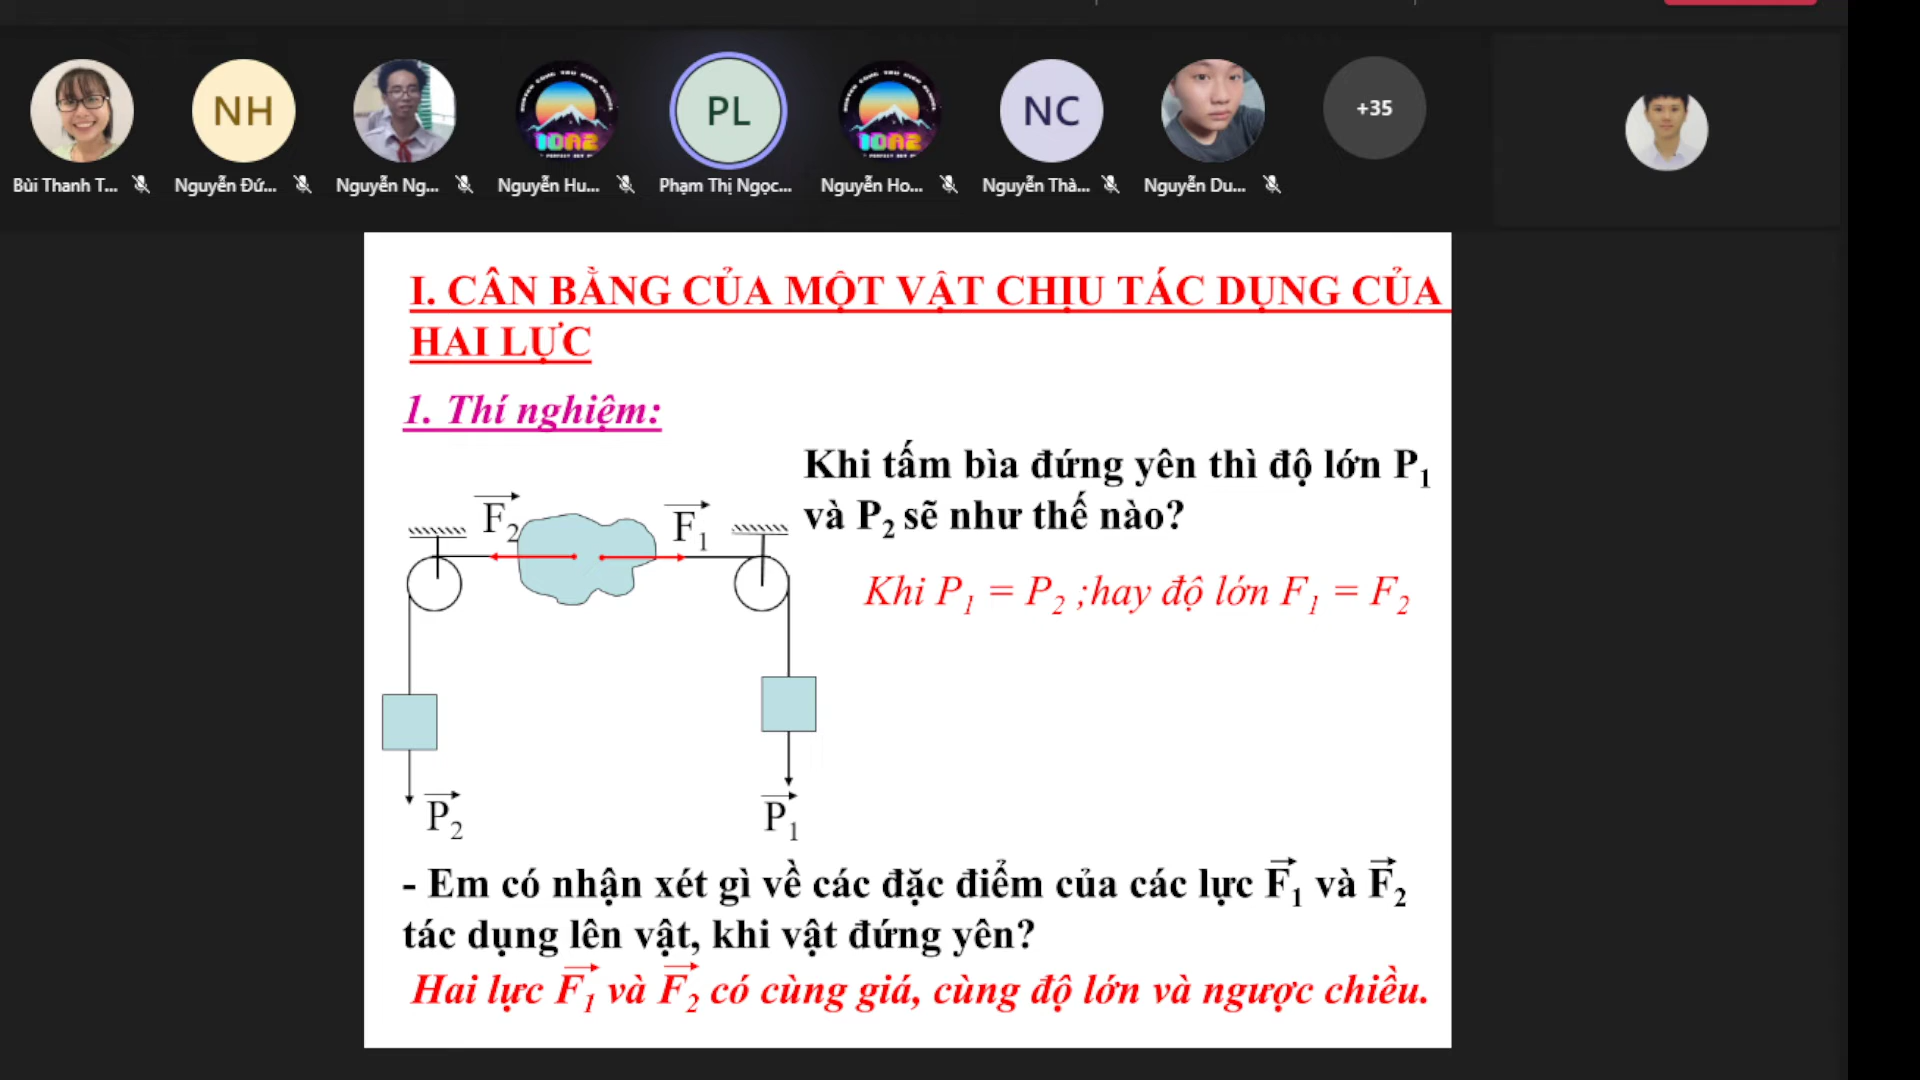 NH
PL
NC
+35
10A2
10A2
Bùi Thanh T...
Nguyễn Đứ...
Nguyễn Ng...
Nguyễn Hu...
Phạm Thị Ngọc...
Nguyễn Ho...
Nguyễn Thà...
Nguyễn Du...
I. CÂN BẰNG CỦA MỘT VẬT CHỊU TÁC DỤNG CỦA
HAI LỰC
1. Thí nghiệm:
Khi tấm bìa đứng yên thì độ lớn P1
và P2 sẽ như thế nào?
F2
F1
Khi P1 = P2 ;hay độ lớn F1 = F2
P2
P1
- Em có nhận xét gì về các đặc điểm của các lực F1 và F2
tác dụng lên vật, khi vật đứng yên?
Hai lực F1 và F2 có cùng giá, cùng độ lớn và ngược chiều.